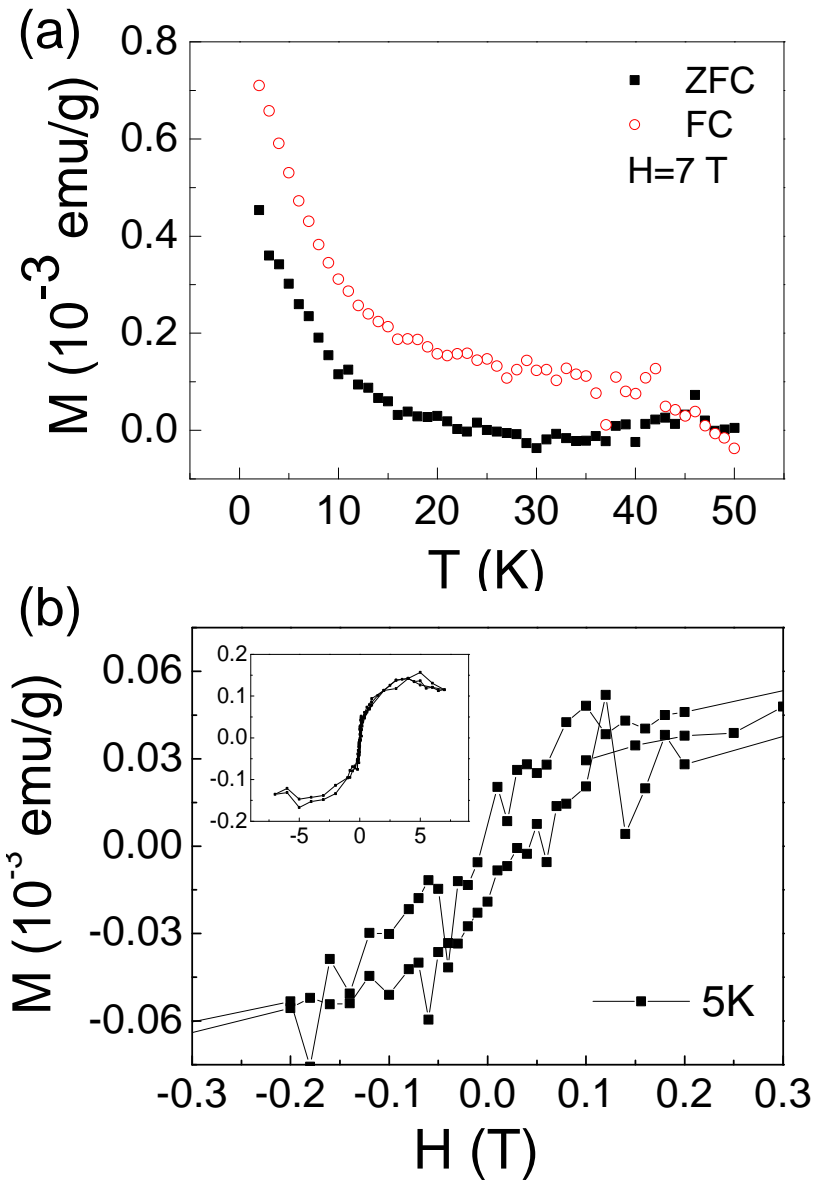 (a)
0.8
0.6
0.4
0.2
0.0
M (10⁻³ emu/g)
ZFC
FC
H=7 T
0 10 20 30 40 50
T (K)
(b)
0.06
0.03
0.00
-0.03
-0.06
M (10⁻³ emu/g)
0.2
0.1
0.0
-0.1
-0.2
-5 0 5
5K
-0.3 -0.2 -0.1 0.0 0.1 0.2 0.3
H (T)